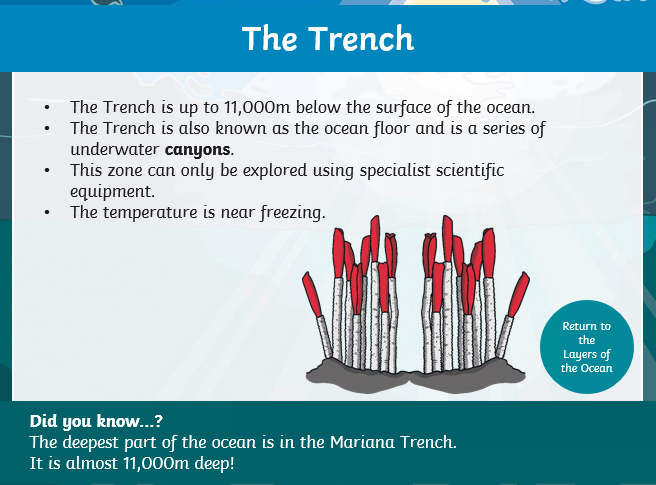 The Trench
• The Trench is up to 11,000m below the surface of the ocean.
• The Trench is also known as the ocean floor and is a series of
underwater canyons.
• This zone can only be explored using specialist scientific
equipment.
• The temperature is near freezing.
Return to
the
Layers of
the Ocean
Did you know...?
The deepest part of the ocean is in the Mariana Trench.
It is almost 11,000m deep!